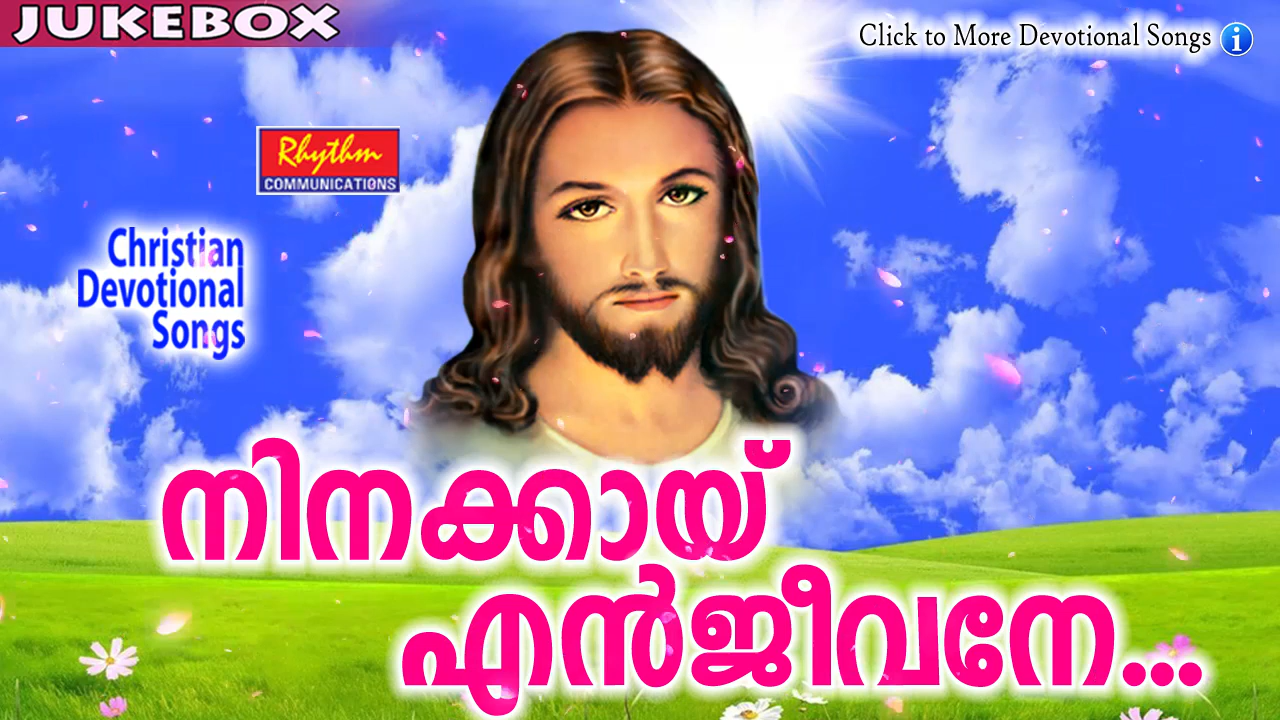 JUKEBOX
Click to More Devotional Songs i
Rhythm
COMMUNICATIONS
Christian
Devotional
Songs
നിനക്കായ്
എൻജീവനേ...